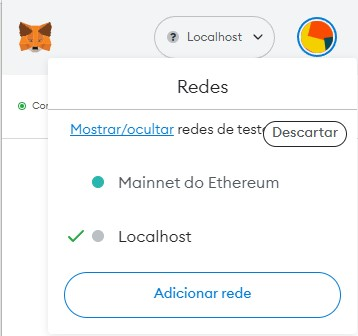 Localhost
Redes
Mostrar/ocultar redes de test
Descartar
Mainnet do Ethereum
Localhost
Adicionar rede